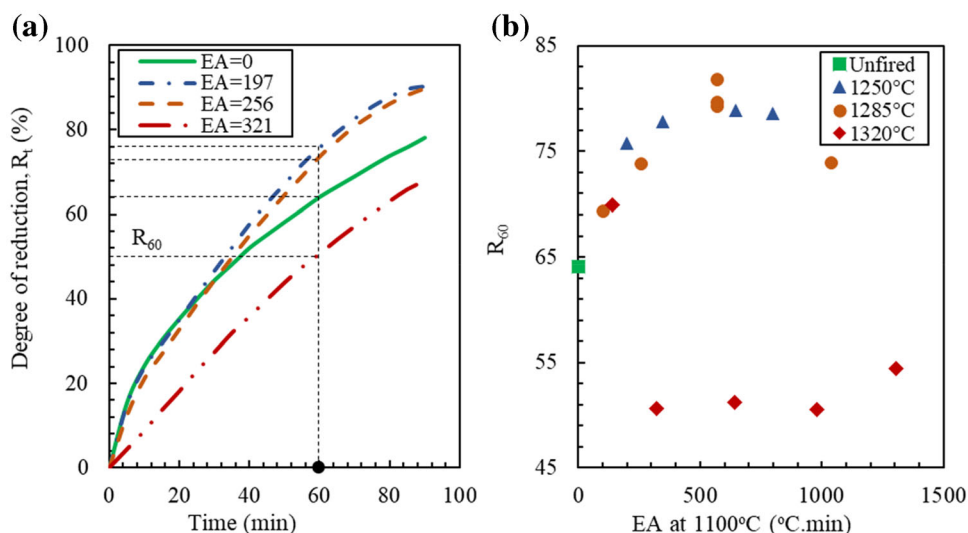 (a)
100
80
60
40
20
0
Degree of reduction, Rt (%)
EA=0
EA=197
EA=256
EA=321
R60
0 20 40 60 80 100
Time (min)
(b)
85
75
65
55
45
R60
Unfired
1250°C
1285°C
1320°C
0 500 1000 1500
EA at 1100°C (°C.min)